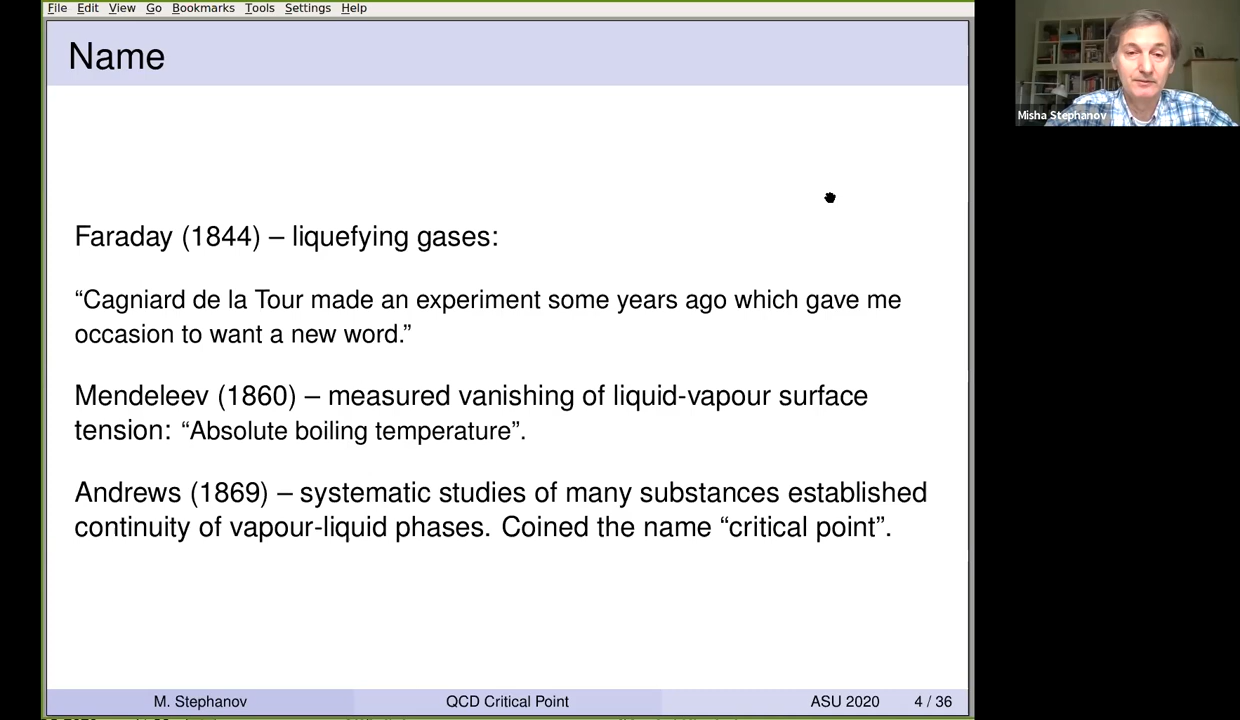 File Edit View Go Bookmarks Tools Settings Help
Name
Misha Stephanov
Faraday (1844) – liquefying gases:
“Cagniard de la Tour made an experiment some years ago which gave me
occasion to want a new word.”
Mendeleev (1860) – measured vanishing of liquid-vapour surface
tension: “Absolute boiling temperature”.
Andrews (1869) – systematic studies of many substances established
continuity of vapour-liquid phases. Coined the name “critical point”.
M. Stephanov QCD Critical Point ASU 2020 4 / 36